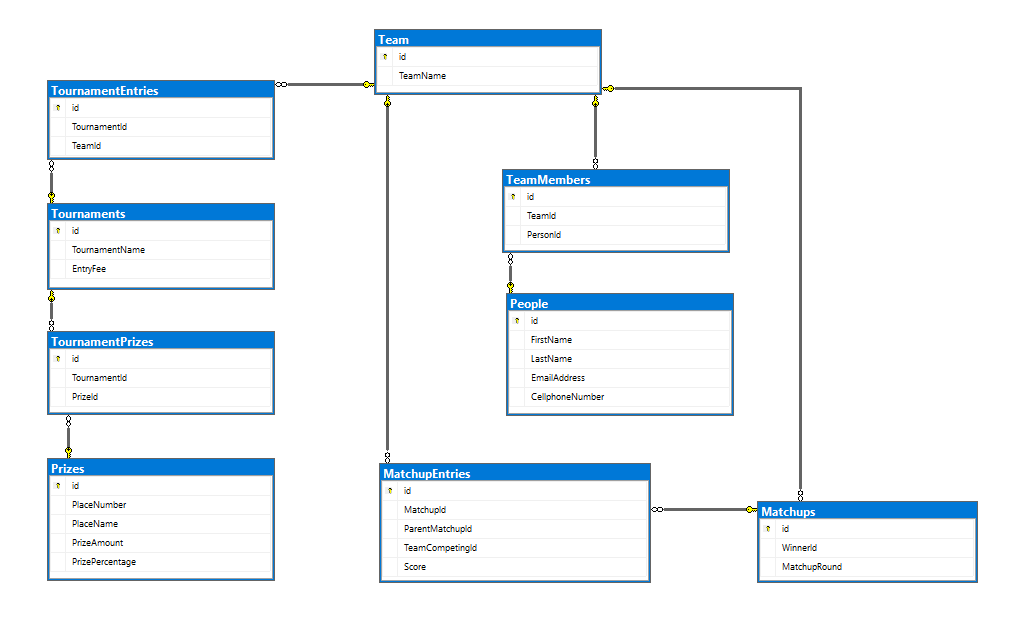 Team
id
TeamName
TournamentEntries
id
TournamentId
TeamId
Tournaments
id
TournamentName
EntryFee
TournamentPrizes
id
TournamentId
PrizeId
Prizes
id
PlaceNumber
PlaceName
PrizeAmount
PrizePercentage
TeamMembers
id
TeamId
PersonId
People
id
FirstName
LastName
EmailAddress
CellphoneNumber
MatchupEntries
id
MatchupId
ParentMatchupId
TeamCompetingId
Score
Matchups
id
WinnerId
MatchupRound